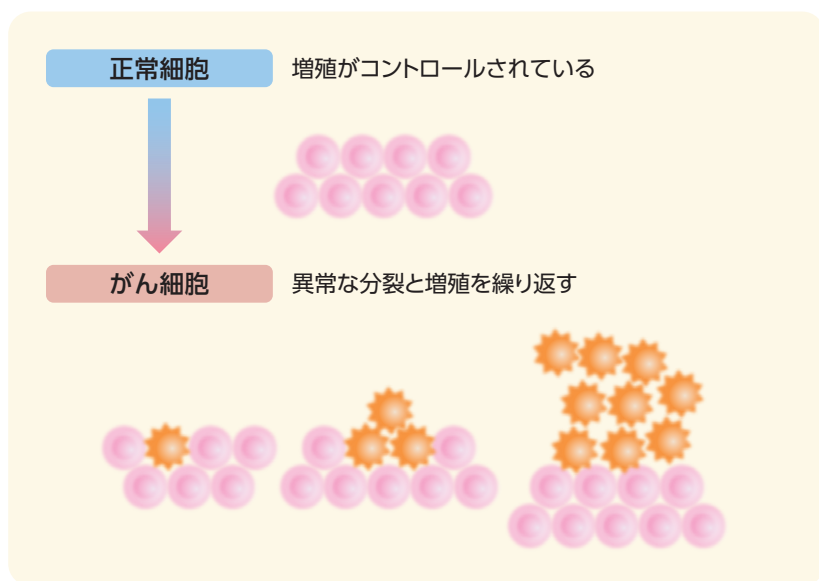 正常細胞
増殖がコントロールされている
がん細胞
異常な分裂と増殖を繰り返す